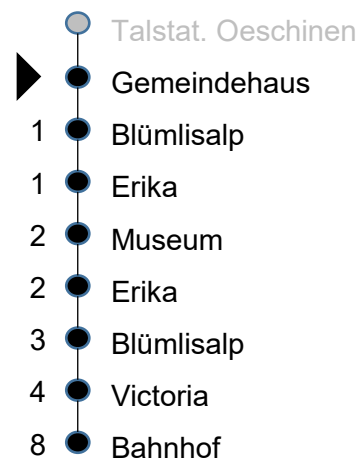 Talstat. Oeschinen
Gemeindehaus
1 Blümlisalp
1 Erika
2 Museum
2 Erika
3 Blümlisalp
4 Victoria
8 Bahnhof